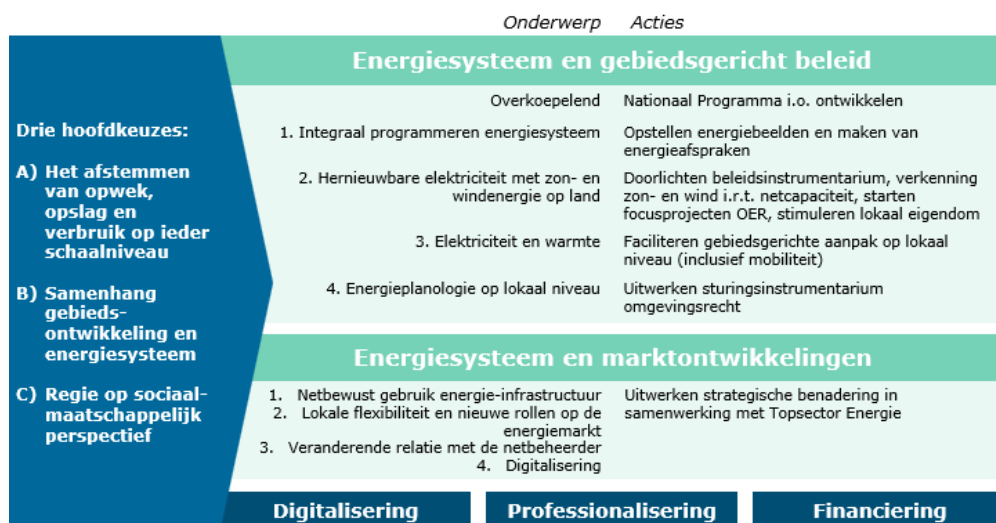 Onderwerp Acties
Drie hoofdkeuzes:
A) Het afstemmen
van opwek,
opslag en
verbruik op ieder
schaalniveau
B) Samenhang
gebieds-
ontwikkeling en
energiesysteem
C) Regie op sociaal-
maatschappelijk
perspectief
Energiesysteem en gebiedsgericht beleid
Overkoepelend
Nationaal Programma i.o. ontwikkelen
1. Integraal programmeren energiesysteem
Opstellen energiebeelden en maken van
energieafspraken
2. Hernieuwbare elektriciteit met zon- en
windenergie op land
Doorlichten beleidsinstrumentarium, verkenning
zon- en wind i.r.t. netcapaciteit, starten
focusprojecten OER, stimuleren lokaal eigendom
3. Elektriciteit en warmte
Faciliteren gebiedsgerichte aanpak op lokaal
niveau (inclusief mobiliteit)
4. Energieplanologie op lokaal niveau
Uitwerken sturingsinstrumentarium
omgevingsrecht
Energiesysteem en marktontwikkelingen
1. Netbewust gebruik energie-infrastructuur
2. Lokale flexibiliteit en nieuwe rollen op de
energiemarkt
3. Veranderende relatie met de netbeheerder
4. Digitalisering
Uitwerken strategische benadering in
samenwerking met Topsector Energie
Digitalisering
Professionalisering
Financiering